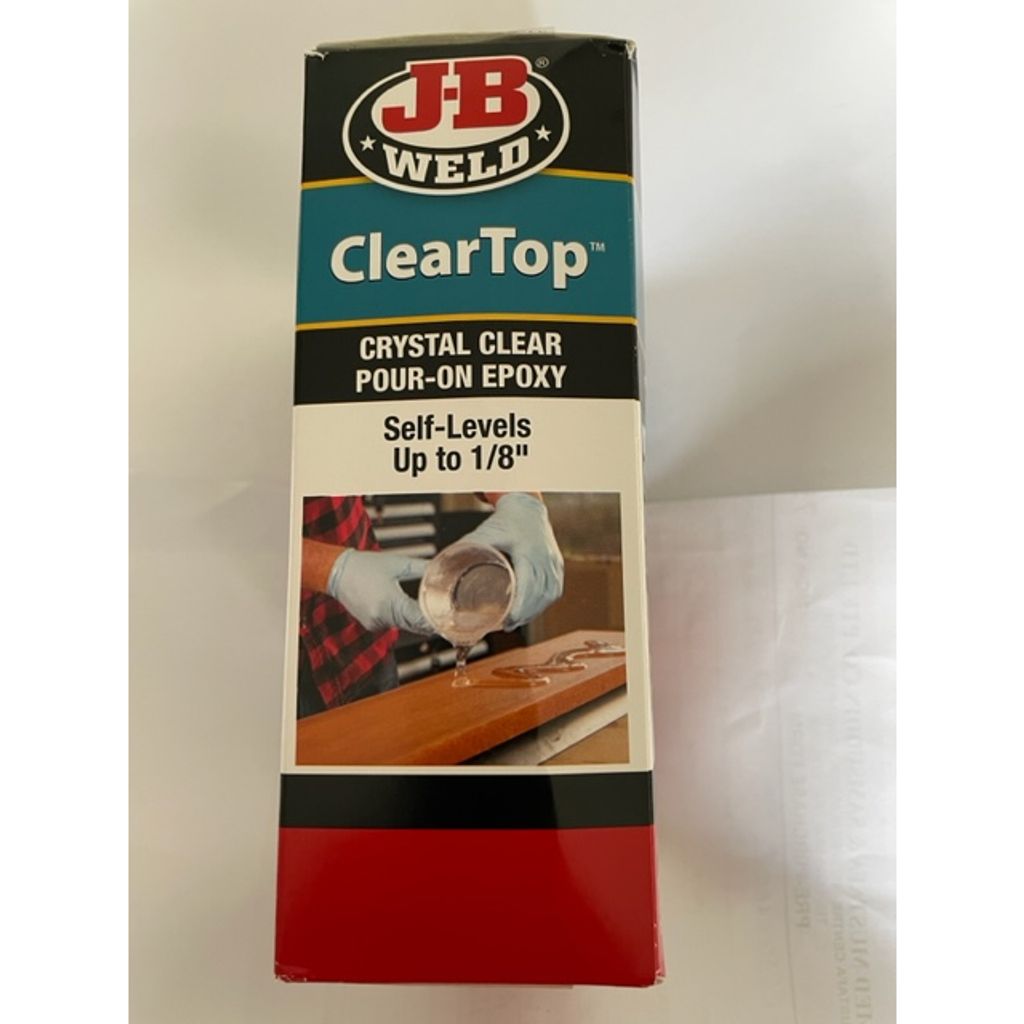 J-B®
WELD
ClearTop™
CRYSTAL CLEAR
POUR-ON EPOXY
Self-Levels
Up to 1/8"